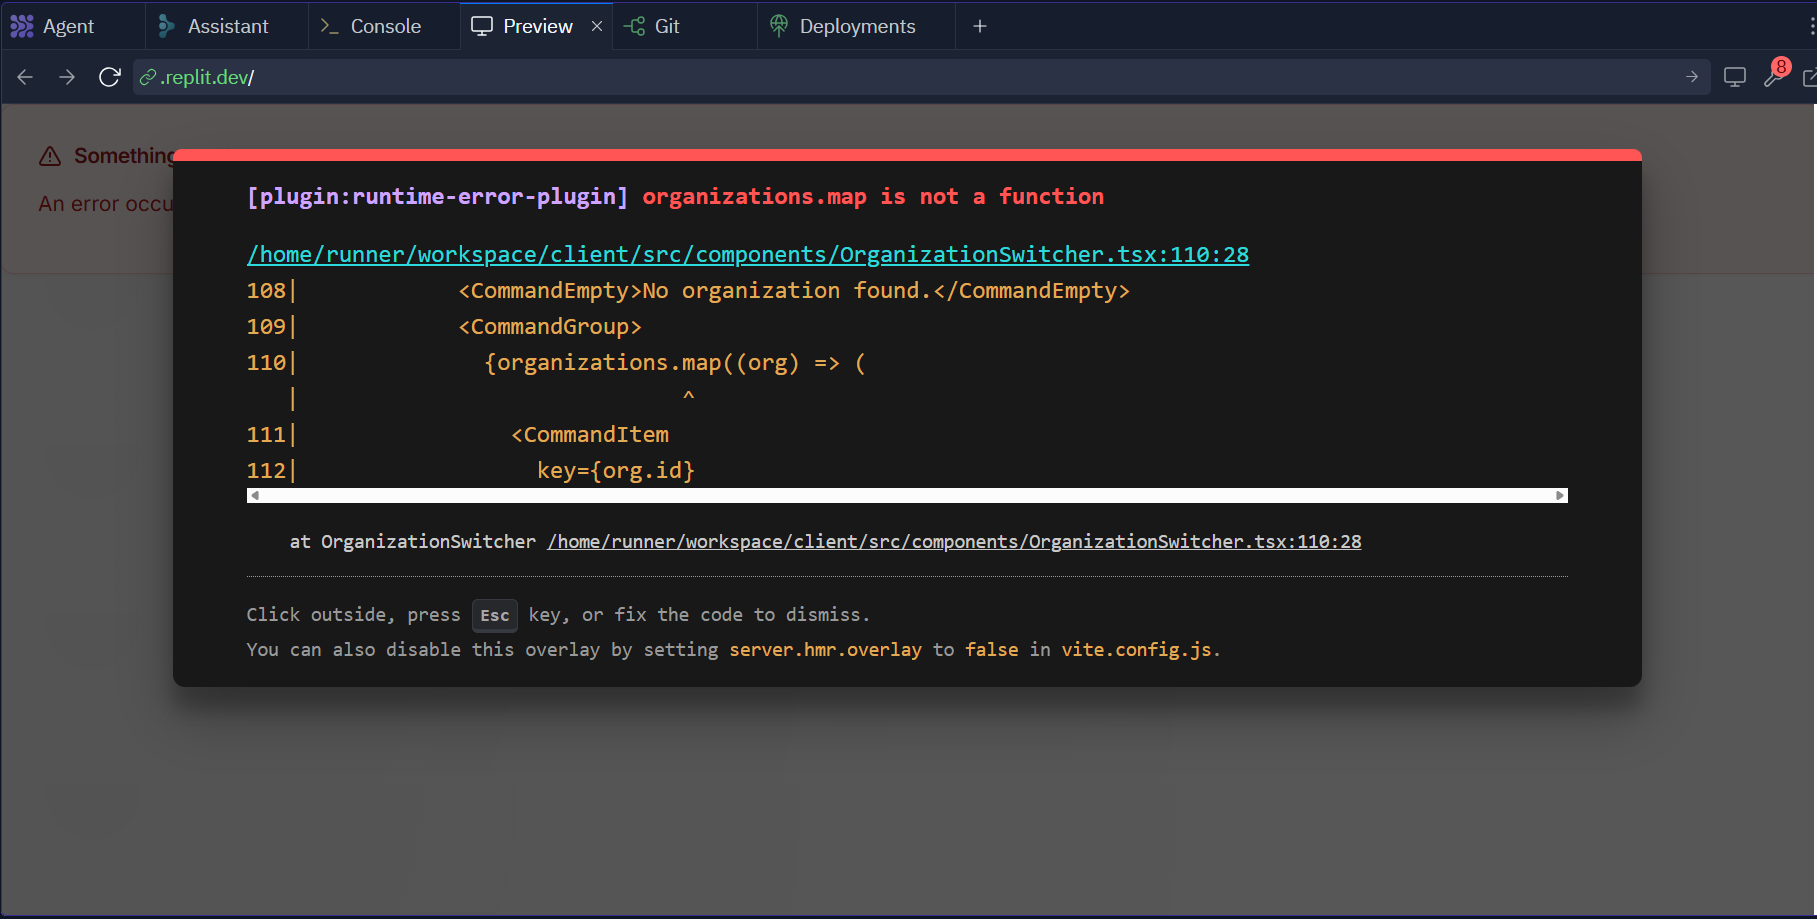 Agent
Assistant
Console
Preview
Git
Deployments
.replit.dev/
8
Something
An error occu
[plugin:runtime-error-plugin] organizations.map is not a function
/home/runner/workspace/client/src/components/OrganizationSwitcher.tsx:110:28
108|            <CommandEmpty>No organization found.</CommandEmpty>
109|            <CommandGroup>
110|              {organizations.map((org) => (
|                             ^
111|                <CommandItem
112|                  key={org.id}
at OrganizationSwitcher /home/runner/workspace/client/src/components/OrganizationSwitcher.tsx:110:28
Click outside, press Esc key, or fix the code to dismiss.
You can also disable this overlay by setting server.hmr.overlay to false in vite.config.js.